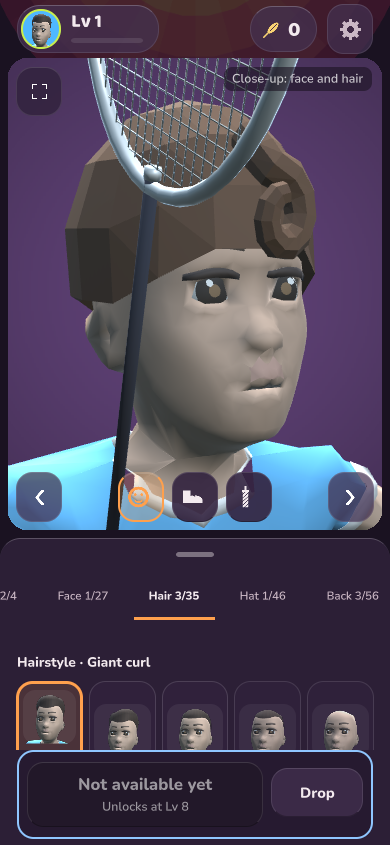 Lv 1
0
Close-up: face and hair
2/4
Face 1/27
Hair 3/35
Hat 1/46
Back 3/56
Hairstyle · Giant curl
Not available yet
Unlocks at Lv 8
Drop